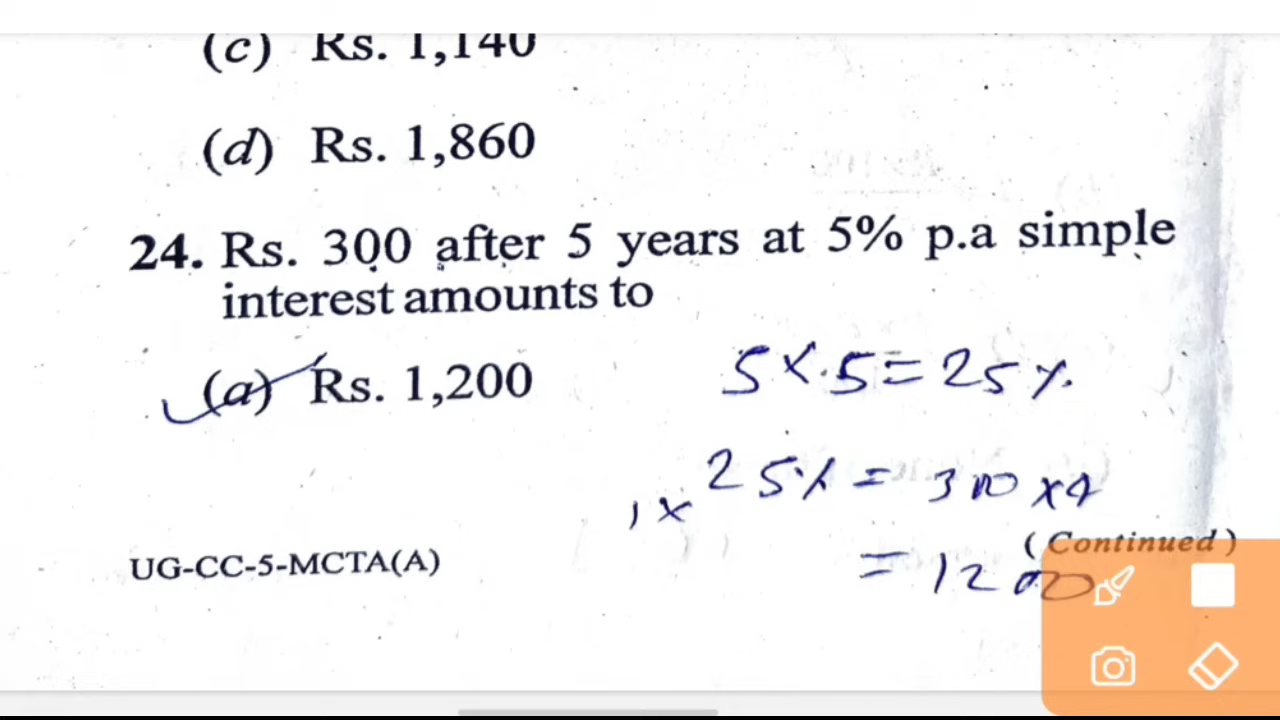 (c) Rs. 1,140
(d) Rs. 1,860
24. Rs. 300 after 5 years at 5% p.a simple
interest amounts to
(a) Rs. 1,200
5 × 5 = 25%
1 × 25% = 300 × 4
= 1200
(Continued)
UG-CC-5-MCTA(A)